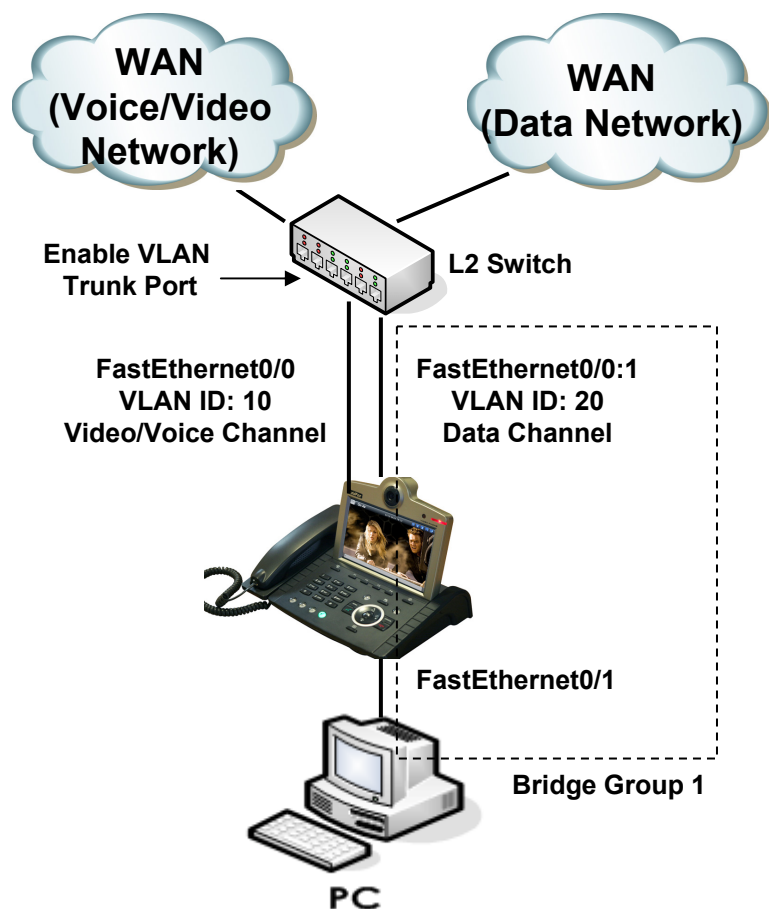 WAN
(Voice/Video
Network)
WAN
(Data Network)
Enable VLAN
Trunk Port
L2 Switch
FastEthernet0/0
VLAN ID: 10
Video/Voice Channel
FastEthernet0/0:1
VLAN ID: 20
Data Channel
FastEthernet0/1
Bridge Group 1
PC